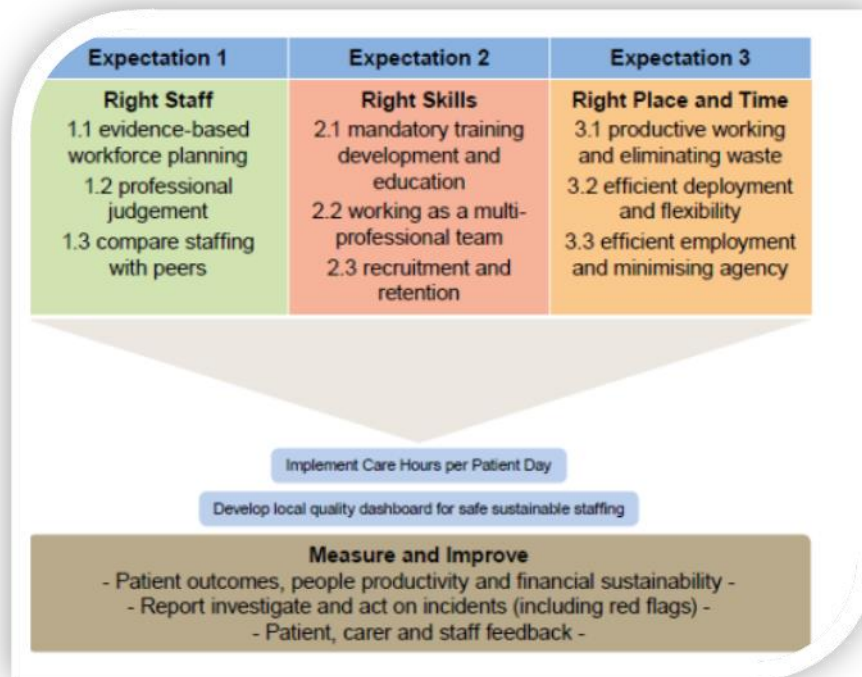 Expectation 1
Expectation 2
Expectation 3
Right Staff
1.1 evidence-based
workforce planning
1.2 professional
judgement
1.3 compare staffing
with peers
Right Skills
2.1 mandatory training
development and
education
2.2 working as a multi-
professional team
2.3 recruitment and
retention
Right Place and Time
3.1 productive working
and eliminating waste
3.2 efficient deployment
and flexibility
3.3 efficient employment
and minimising agency
Implement Care Hours per Patient Day
Develop local quality dashboard for safe sustainable staffing
Measure and Improve
- Patient outcomes, people productivity and financial sustainability -
- Report investigate and act on incidents (including red flags) -
- Patient, carer and staff feedback -